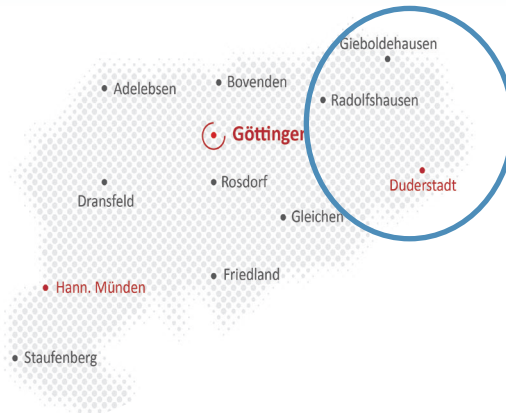 Gieboldehausen
Bovenden
Adelebsen
Radolfshausen
Göttingen
Rosdorf
Duderstadt
Dransfeld
Gleichen
Friedland
Hann. Münden
Staufenberg